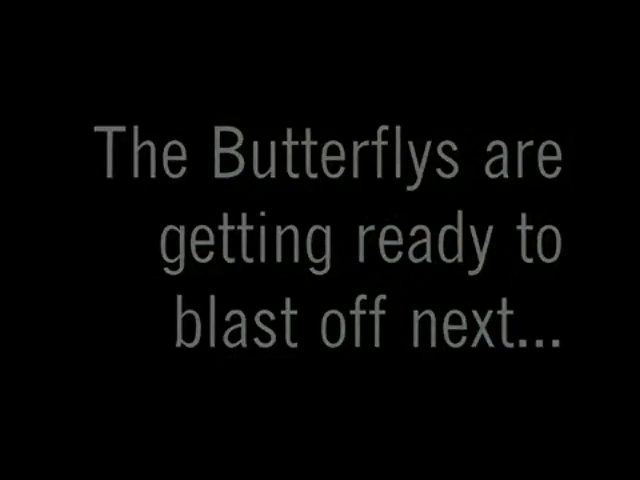 The Butterflys are
getting ready to
blast off next...